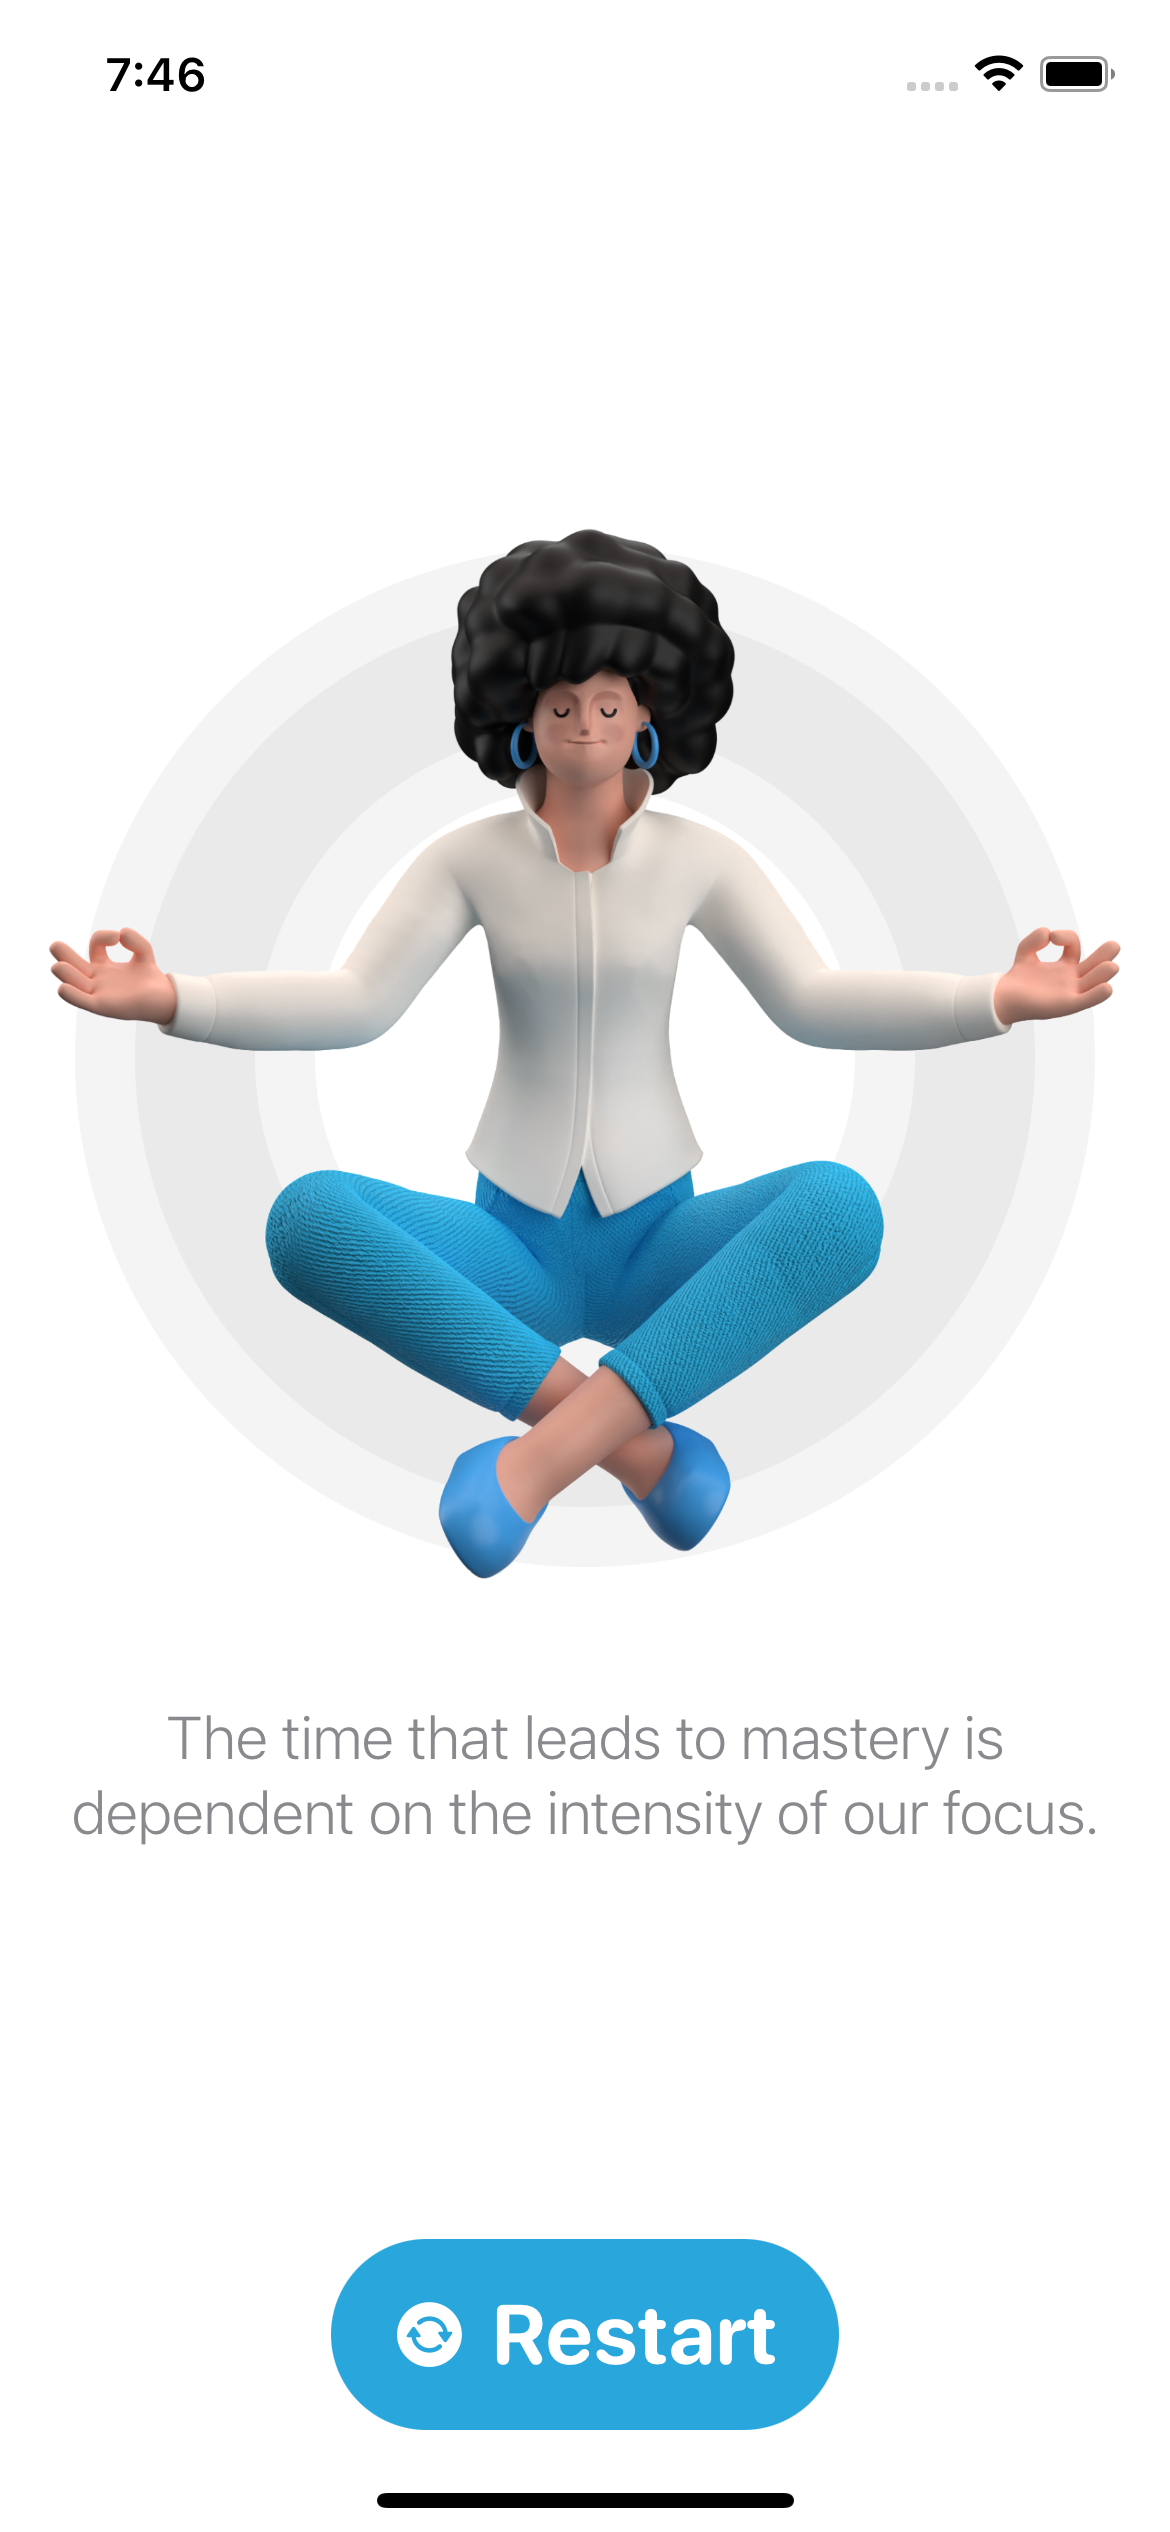 7:46
The time that leads to mastery is
dependent on the intensity of our focus.
Restart